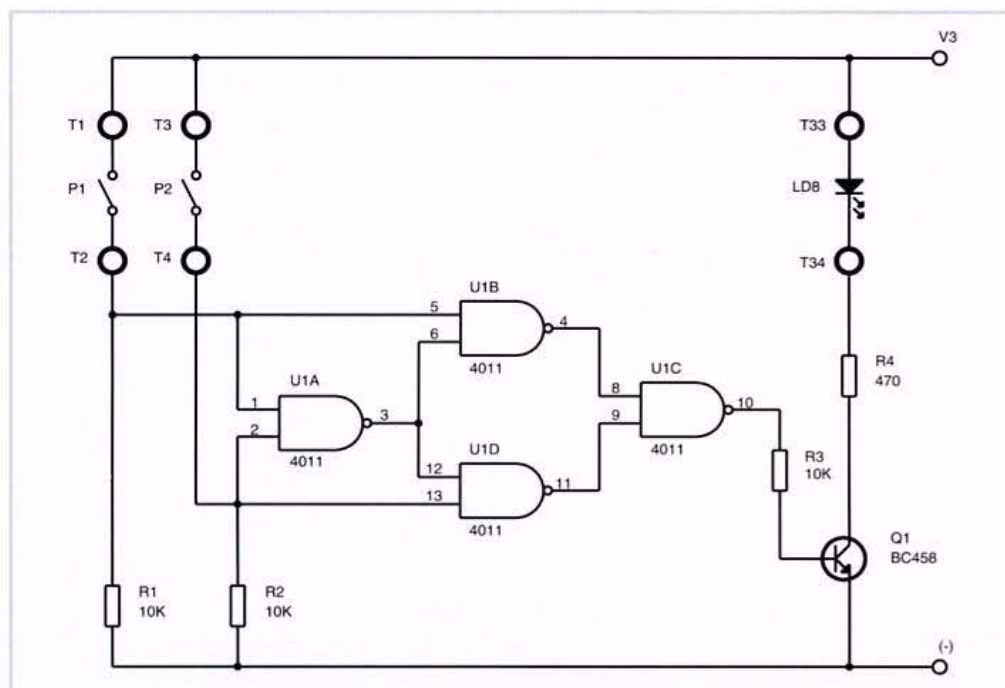 V3
T1
T3
T33
P1
P2
LD8
T2
T4
T34
U1B
5
4
6
4011
R4
470
U1A
U1C
8
10
1
3
9
2
U1D
4011
12
4011
R3
10K
11
13
4011
Q1
BC458
R1
10K
R2
10K
(-)